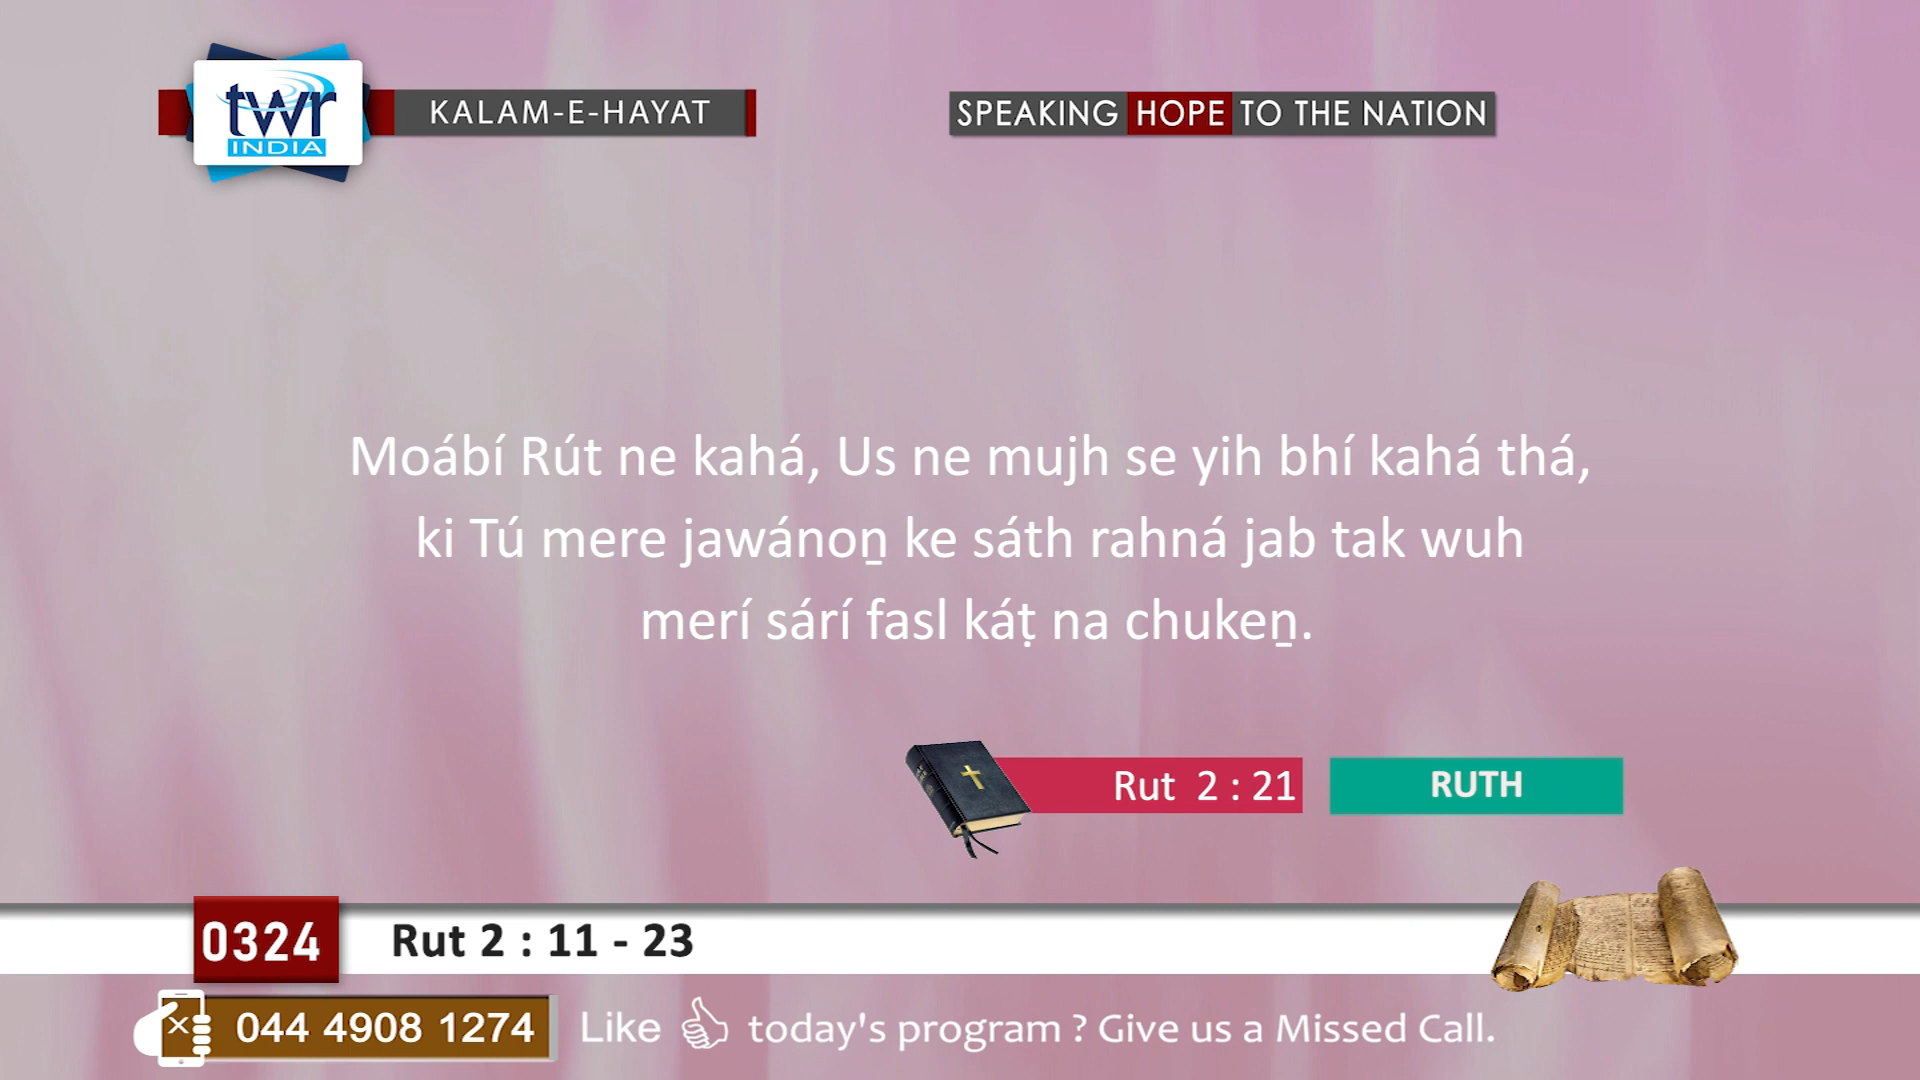 twr
INDIA
KALAM-E-HAYAT
SPEAKING HOPE TO THE NATION
Moábí Rút ne kahá, Us ne mujh se yih bhí kahá thá,
ki Tú mere jawánoṉ ke sáth rahná jab tak wuh
merí sárí fasl káṭ na chukeṉ.
Rut 2 : 21
RUTH
0324
Rut 2 : 11 - 23
044 4908 1274
Like today's program ? Give us a Missed Call.